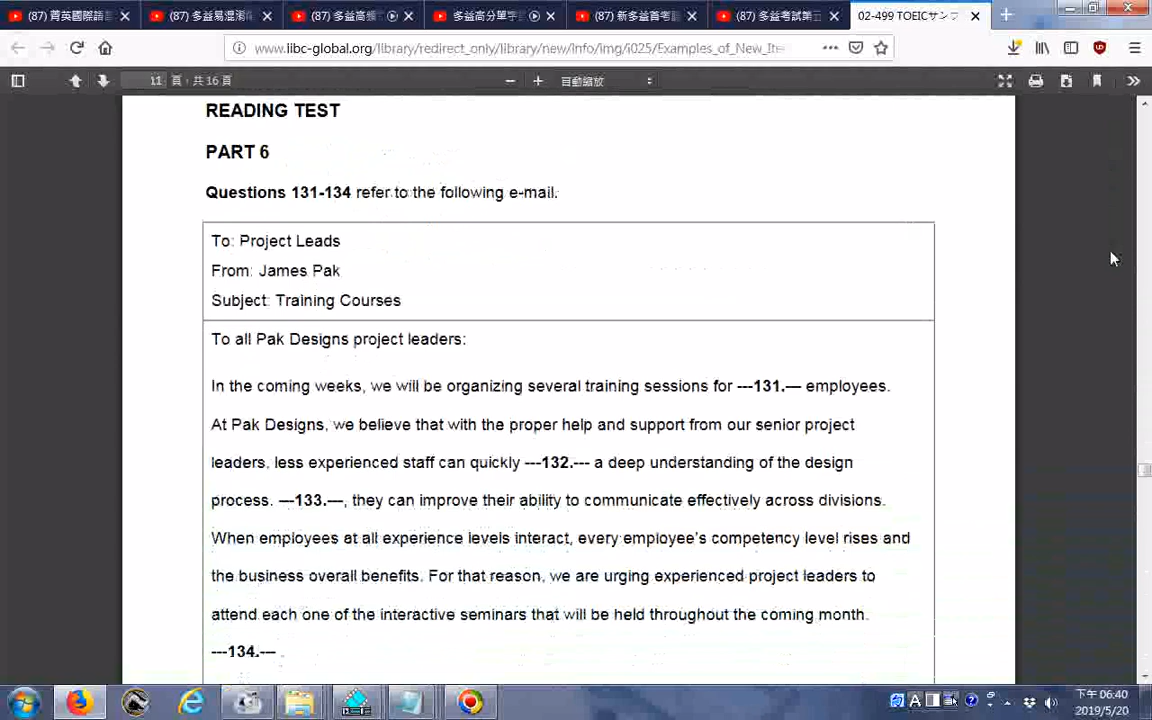 (87) 菁英國際語言
(87) 多益易混淆
(87) 多益高頻
多益高分單字
(87) 新多益首考
(87) 多益考試第五
02-499 TOEICサンプ
www.libc-global.org/library/redirect_only/library/new/info/img/i025/Examples_of_New_Ite
11 頁，共 16 頁
自動縮放
READING TEST
PART 6
Questions 131-134 refer to the following e-mail.
To: Project Leads
From: James Pak
Subject: Training Courses
To all Pak Designs project leaders:
In the coming weeks, we will be organizing several training sessions for ---131.--- employees.
At Pak Designs, we believe that with the proper help and support from our senior project
leaders, less experienced staff can quickly ---132.--- a deep understanding of the design
process. ---133.---, they can improve their ability to communicate effectively across divisions.
When employees at all experience levels interact, every employee's competency level rises and
the business overall benefits. For that reason, we are urging experienced project leaders to
attend each one of the interactive seminars that will be held throughout the coming month.
---134.--- .
下午 06:40
2019/5/20